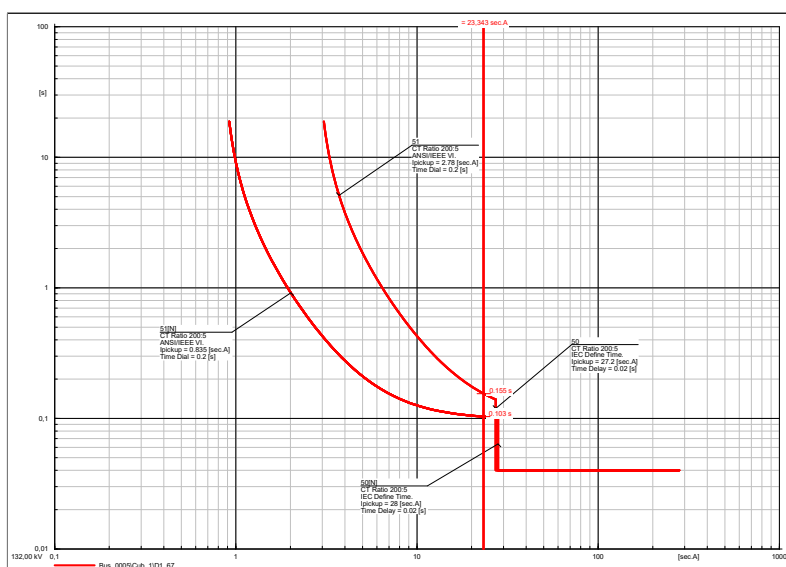 = 23,343 sec.A
100
[s]
51
CT Ratio 200:5
ANSI/IEEE VI.
Ipickup = 2.78 [sec.A]
Time Dial = 0.2 [s]
10
1
51[N]
CT Ratio 200:5
ANSI/IEEE VI.
Ipickup = 0.835 [sec.A]
Time Dial = 0.2 [s]
50
CT Ratio 200:5
IEC Define Time.
Ipickup = 27.2 [sec.A]
Time Delay = 0.02 [s]
0.155 s
0,1
0.103 s
50[N]
CT Ratio 200:5
IEC Define Time.
Ipickup = 28 [sec.A]
Time Delay = 0.02 [s]
0,01
132,00 kV 0,1 1 10 100 [sec.A] 1000
Bus_0005\Cub_1\D1_67